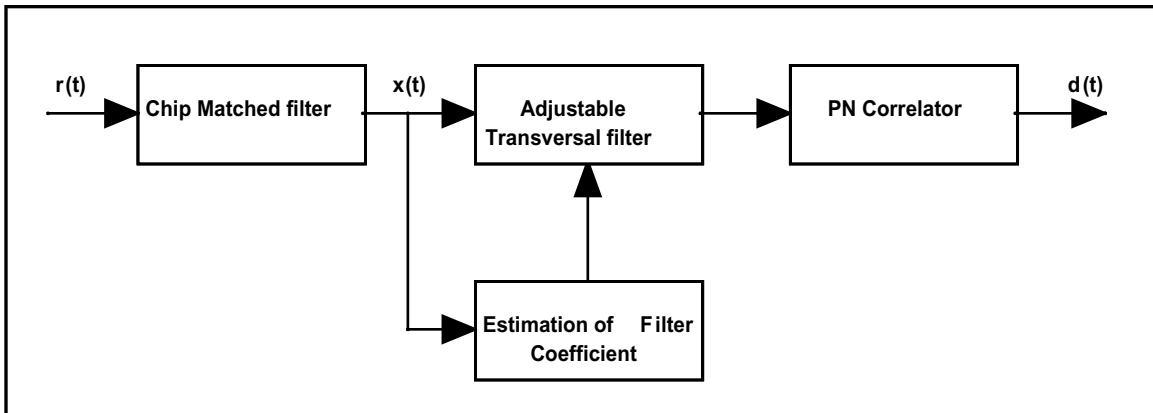 r(t)
Chip Matched filter
x(t)
Adjustable
Transversal filter
PN Correlator
d(t)
Estimation of Filter
Coefficient